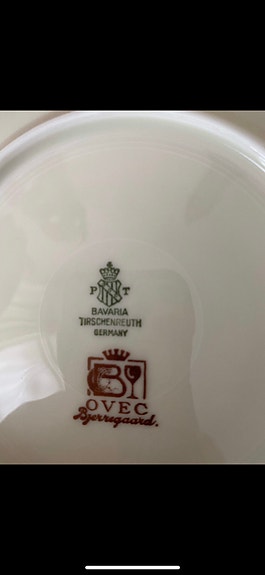 P T
BAVARIA
TIRSCHENREUTH
GERMANY
B
OVEC
Bjerregaard.